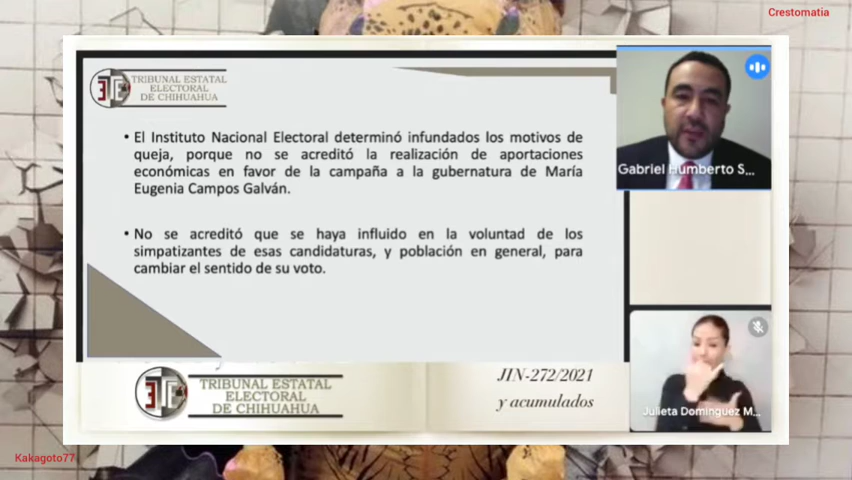 Crestomatia
TRIBUNAL ESTATAL
ELECTORAL
DE CHIHUAHUA
• El Instituto Nacional Electoral determinó infundados los motivos de
queja, porque no se acreditó la realización de aportaciones
económicas en favor de la campaña a la gubernatura de María
Eugenia Campos Galván.
• No se acreditó que se haya influido en la voluntad de los
simpatizantes de esas candidaturas, y población en general, para
cambiar el sentido de su voto.
Gabriel Humberto S...
TRIBUNAL ESTATAL
ELECTORAL
DE CHIHUAHUA
JIN-272/2021
y acumulados
Julieta Dominguez M...
Kakagoto77